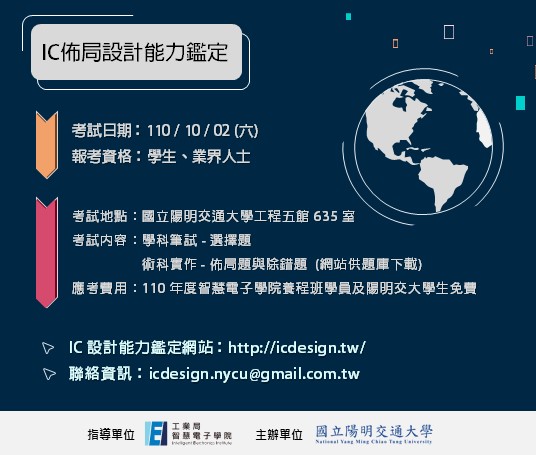 IC佈局設計能力鑑定
考試日期：110 / 10 / 02 (六)
報考資格：學生、業界人士
考試地點：國立陽明交通大學工程五館 635 室
考試內容：學科筆試 - 選擇題
術科實作 - 佈局題與除錯題 (網站供題庫下載)
應考費用：110 年度智慧電子學院養程班學員及陽明交大學生免費
IC 設計能力鑑定網站：http://icdesign.tw/
聯絡資訊：icdesign.nycu@gmail.com.tw
指導單位 工業局 智慧電子學院 Intelligent Electronics Institute 主辦單位 國立陽明交通大學 National Yang Ming Chiao Tung University